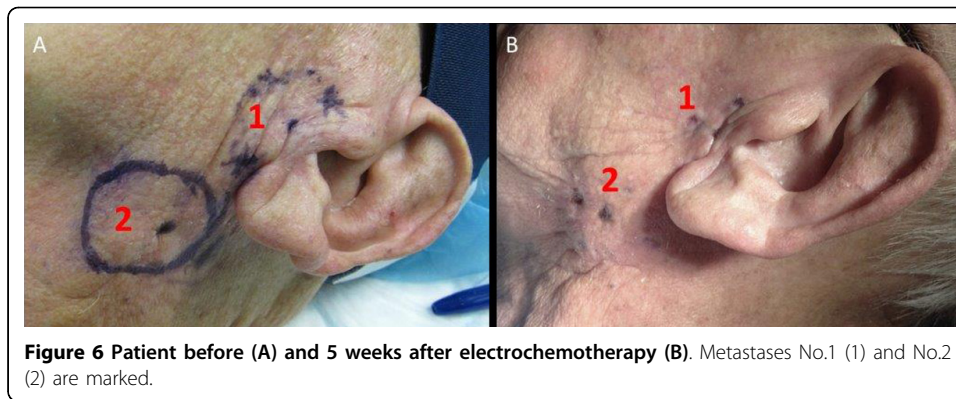 A
B
1
1
2
2
Figure 6 Patient before (A) and 5 weeks after electrochemotherapy (B). Metastases No.1 (1) and No.2
(2) are marked.